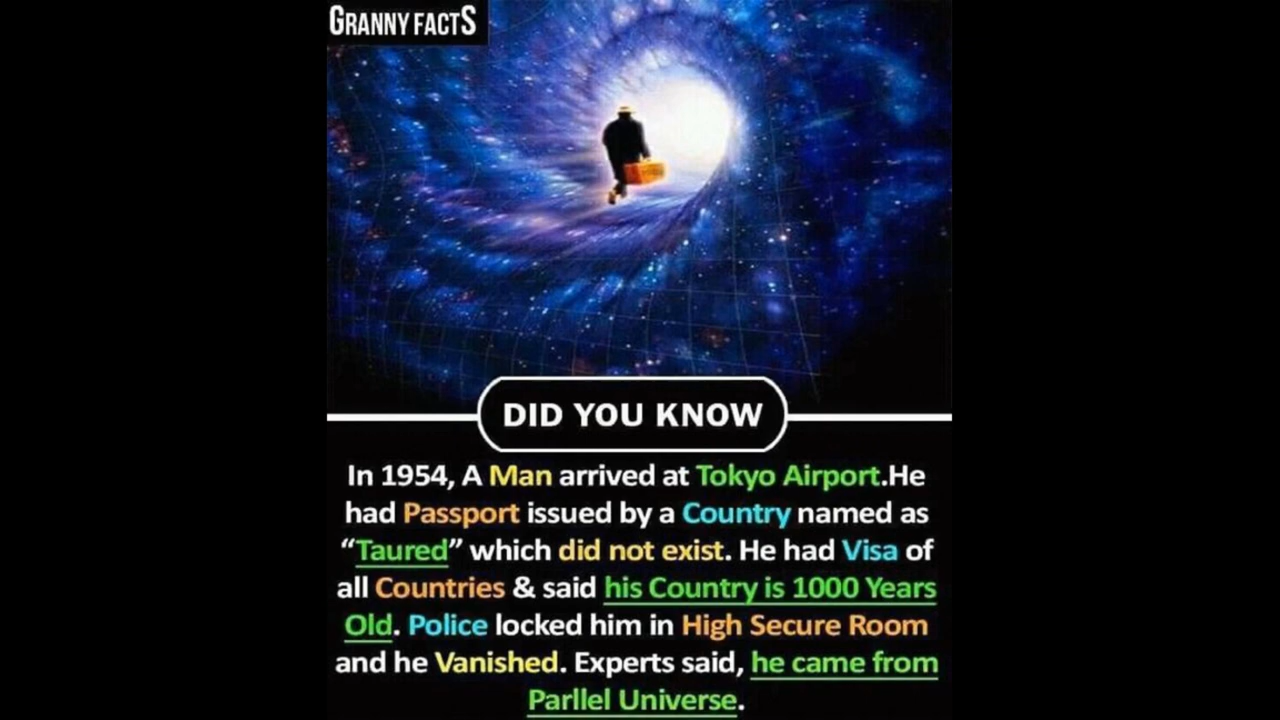 GRANNY FACTS
DID YOU KNOW
In 1954, A Man arrived at Tokyo Airport.He
had Passport issued by a Country named as
“Taured” which did not exist. He had Visa of
all Countries & said his Country is 1000 Years
Old. Police locked him in High Secure Room
and he Vanished. Experts said, he came from
Parllel Universe.